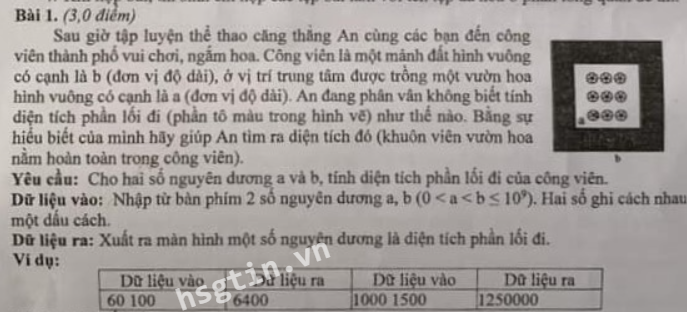 Bài 1. (3,0 điểm)
Sau giờ tập luyện thể thao căng thẳng An cùng các bạn đến công
viên thành phố vui chơi, ngắm hoa. Công viên là một mảnh đất hình vuông
có cạnh là b (đơn vị độ dài), ở vị trí trung tâm được trồng một vườn hoa
hình vuông có cạnh là a (đơn vị độ dài). An đang phân vân không biết tính
diện tích phần lối đi (phần tô màu trong hình vẽ) như thế nào. Bằng sự
hiểu biết của mình hãy giúp An tìm ra diện tích đó (khuôn viên vườn hoa
nằm hoàn toàn trong công viên).
a
b
Yêu cầu: Cho hai số nguyên dương a và b, tính diện tích phần lối đi của công viên.
Dữ liệu vào: Nhập từ bàn phím 2 số nguyên dương a, b (0 < a < b ≤ 10⁹). Hai số ghi cách nhau
một dấu cách.
Dữ liệu ra: Xuất ra màn hình một số nguyên dương là diện tích phần lối đi.
Ví dụ:
Dữ liệu vào Dữ liệu ra Dữ liệu vào Dữ liệu ra
60 100 6400 1000 1500 1250000
hsgtin.vn